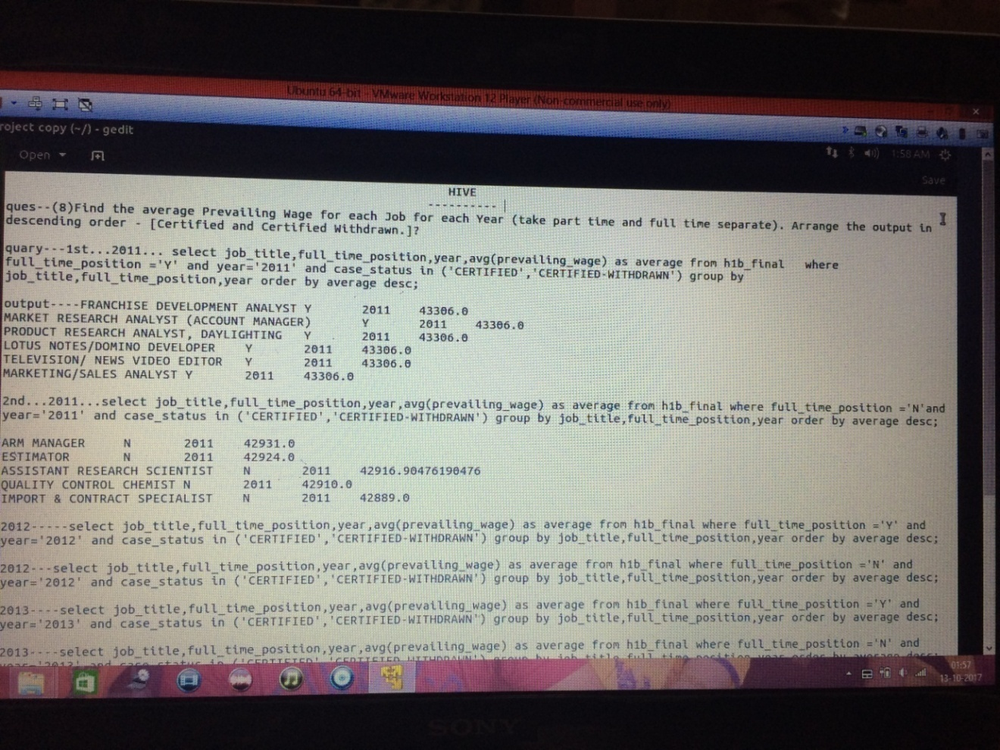 Ubuntu 64-bit - VMware Workstation 12 Player (Non-commercial use only)
roject copy (~/) - gedit
Open
1:58 AM
Save
HIVE
----------
ques--(8)Find the average Prevailing Wage for each Job for each Year (take part time and full time separate). Arrange the output in
descending order - [Certified and Certified Withdrawn.]?
quary---1st...2011... select job_title,full_time_position,year,avg(prevailing_wage) as average from h1b_final where
full_time_position ='Y' and year='2011' and case_status in ('CERTIFIED','CERTIFIED-WITHDRAWN') group by
job_title,full_time_position,year order by average desc;
output----FRANCHISE DEVELOPMENT ANALYST Y 2011 43306.0
MARKET RESEARCH ANALYST (ACCOUNT MANAGER) Y 2011 43306.0
PRODUCT RESEARCH ANALYST, DAYLIGHTING Y 2011 43306.0
LOTUS NOTES/DOMINO DEVELOPER Y 2011 43306.0
TELEVISION/ NEWS VIDEO EDITOR Y 2011 43306.0
MARKETING/SALES ANALYST Y 2011 43306.0
2nd...2011...select job_title,full_time_position,year,avg(prevailing_wage) as average from h1b_final where full_time_position ='N'and
year='2011' and case_status in ('CERTIFIED','CERTIFIED-WITHDRAWN') group by job_title,full_time_position,year order by average desc;
ARM MANAGER N 2011 42931.0
ESTIMATOR N 2011 42924.0
ASSISTANT RESEARCH SCIENTIST N 2011 42916.90476190476
QUALITY CONTROL CHEMIST N 2011 42910.0
IMPORT & CONTRACT SPECIALIST N 2011 42889.0
2012-----select job_title,full_time_position,year,avg(prevailing_wage) as average from h1b_final where full_time_position ='Y' and
year='2012' and case_status in ('CERTIFIED','CERTIFIED-WITHDRAWN') group by job_title,full_time_position,year order by average desc;
2012---select job_title,full_time_position,year,avg(prevailing_wage) as average from h1b_final where full_time_position ='N' and
year='2012' and case_status in ('CERTIFIED','CERTIFIED-WITHDRAWN') group by job_title,full_time_position,year order by average desc;
2013----select job_title,full_time_position,year,avg(prevailing_wage) as average from h1b_final where full_time_position ='Y' and
year='2013' and case_status in ('CERTIFIED','CERTIFIED-WITHDRAWN') group by job_title,full_time_position,year order by average desc;
2013----select job_title,full_time_position,year,avg(prevailing_wage) as average from h1b_final where full_time_position ='N' and
01:57
13-10-2017
SONY